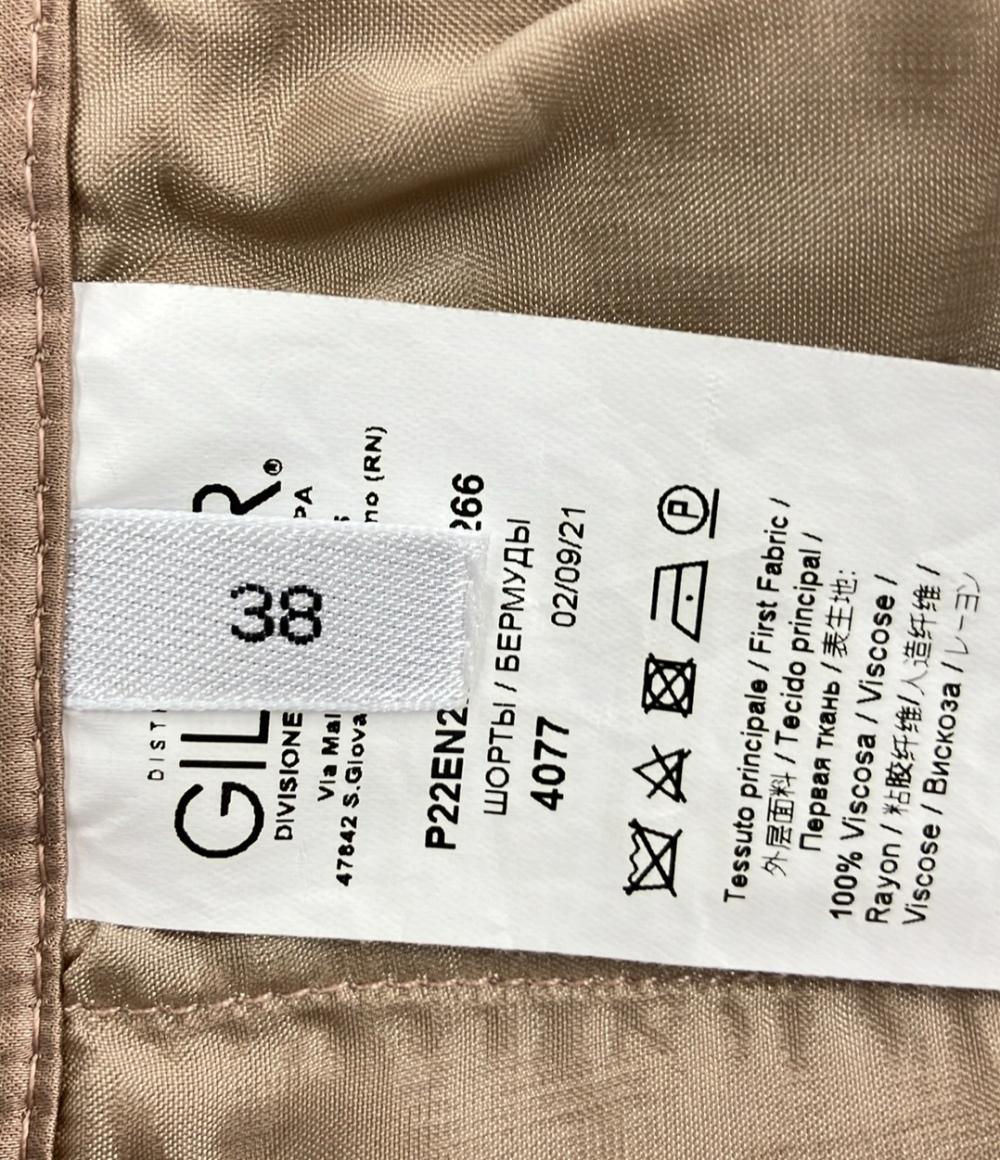 38
DIST
GIL R®
DIVISIONE PA
Via Mal
47842 S.Giova no (RN)
P22EN2 266
ШОРТЫ / БЕРМУДЫ
4077 02/09/21
P
Tessuto principale / First Fabric /
外层面料 / Tecido principal /
Первая ткань / 表生地:
100% Viscosa / Viscose /
Rayon / 粘胶纤维/人造纤维 /
Viscose / Вискоза / レーヨン